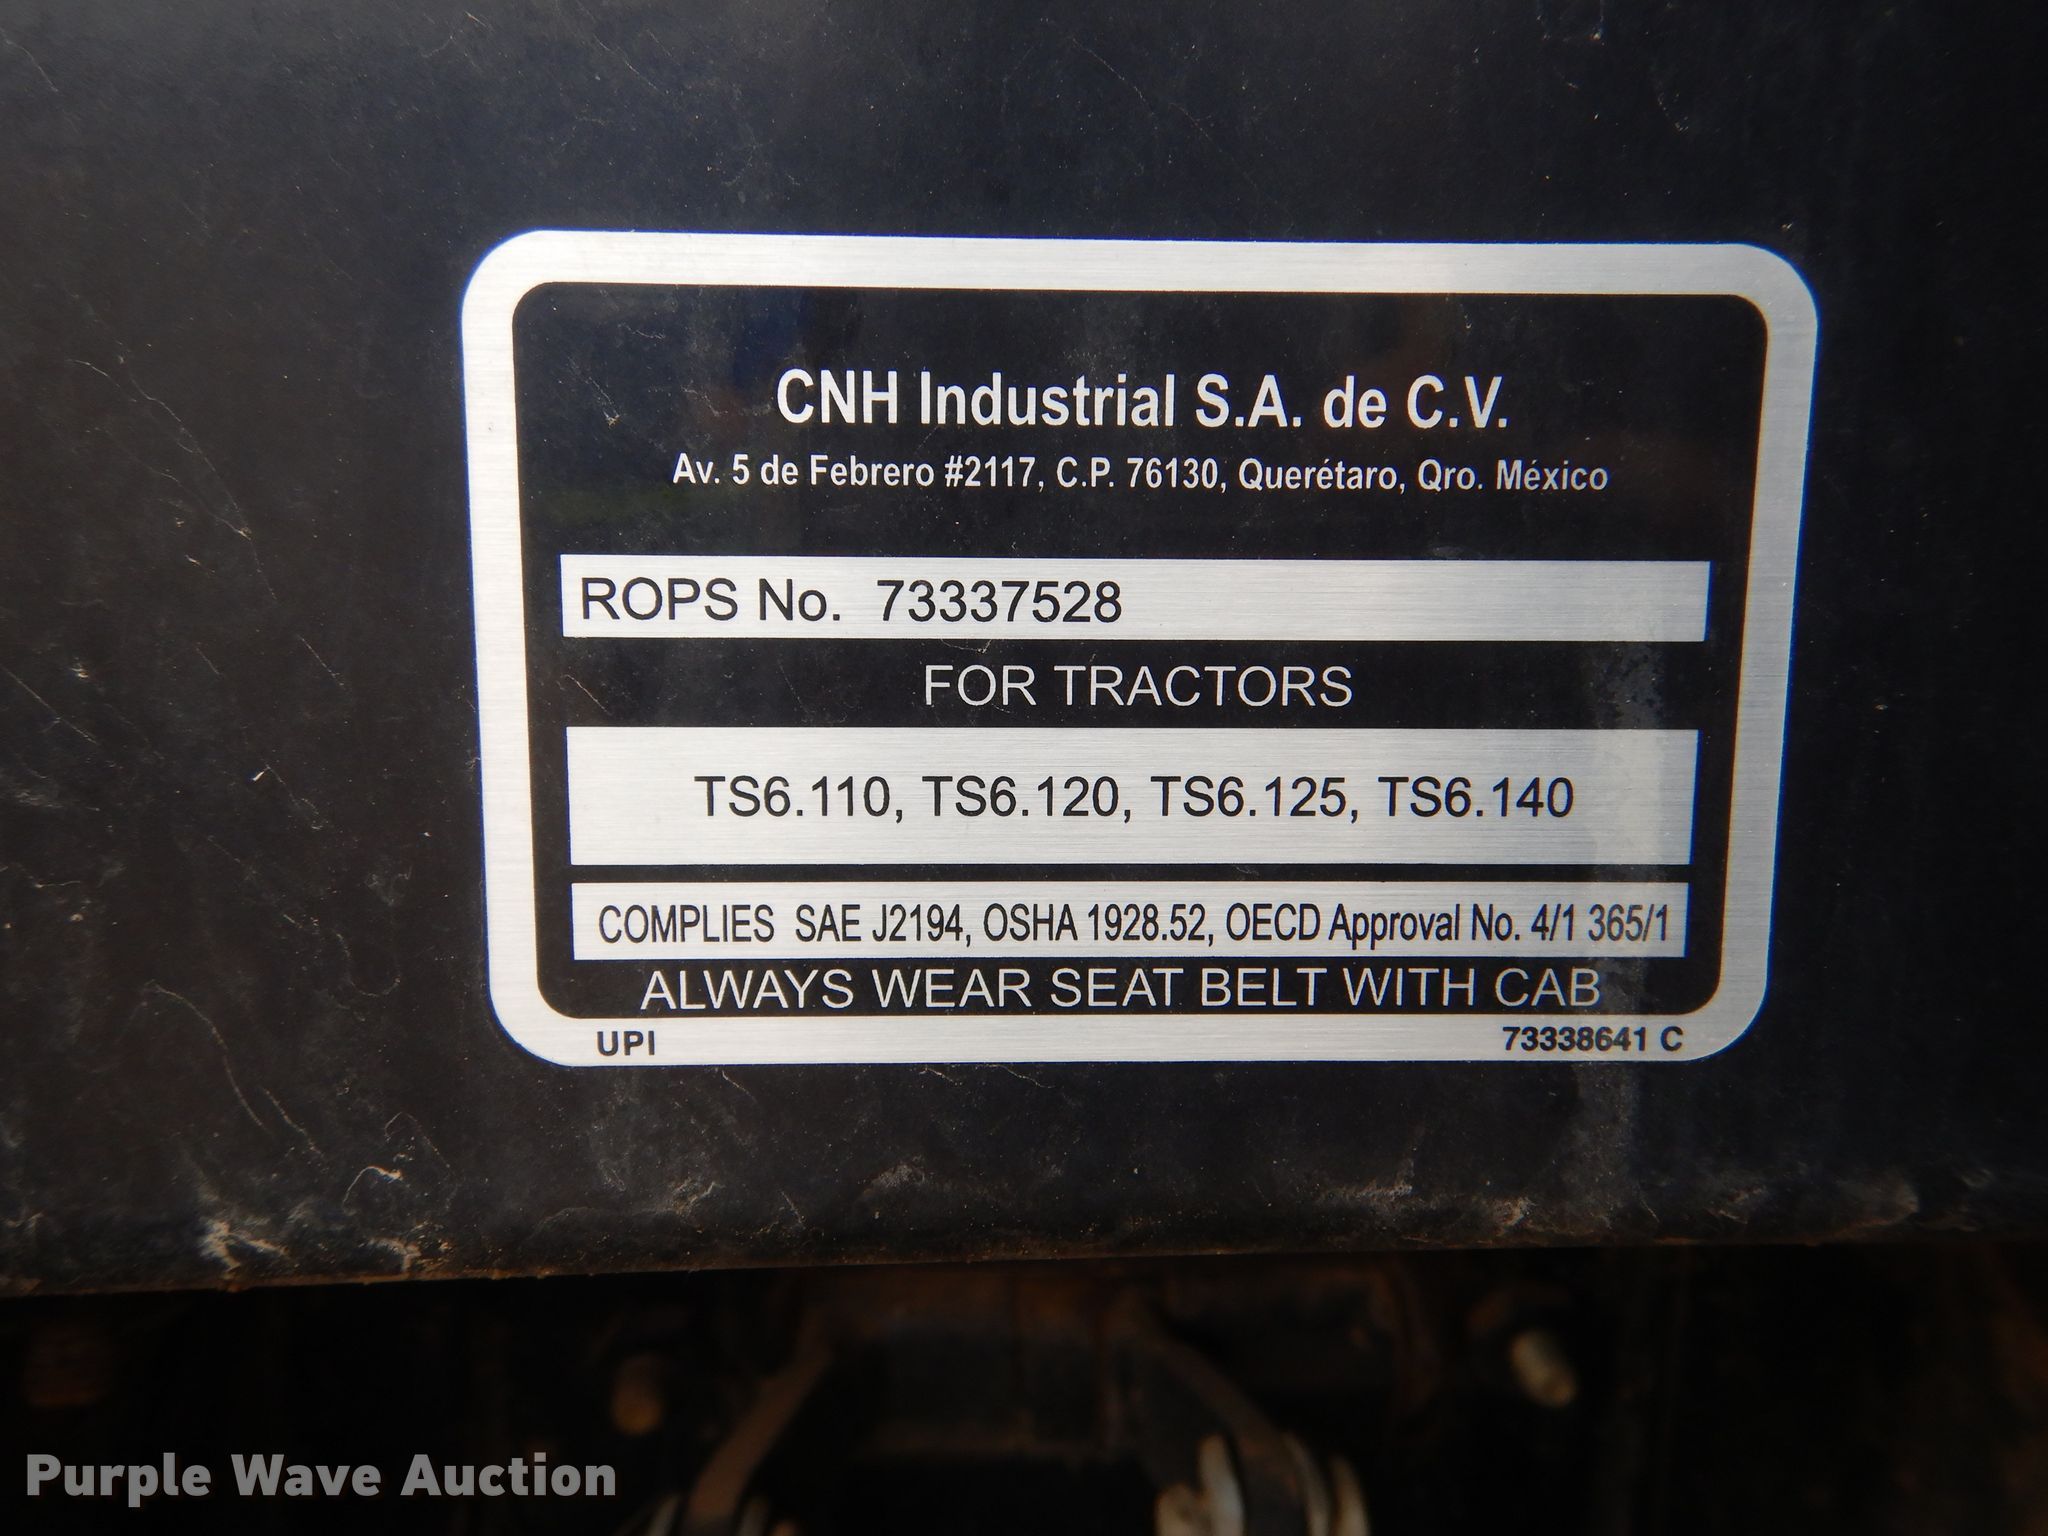 CNH Industrial S.A. de C.V.
Av. 5 de Febrero #2117, C.P. 76130, Querétaro, Qro. México
ROPS No. 73337528
FOR TRACTORS
TS6.110, TS6.120, TS6.125, TS6.140
COMPLIES SAE J2194, OSHA 1928.52, OECD Approval No. 4/1 365/1
ALWAYS WEAR SEAT BELT WITH CAB
UPI 73338641 C
Purple Wave Auction